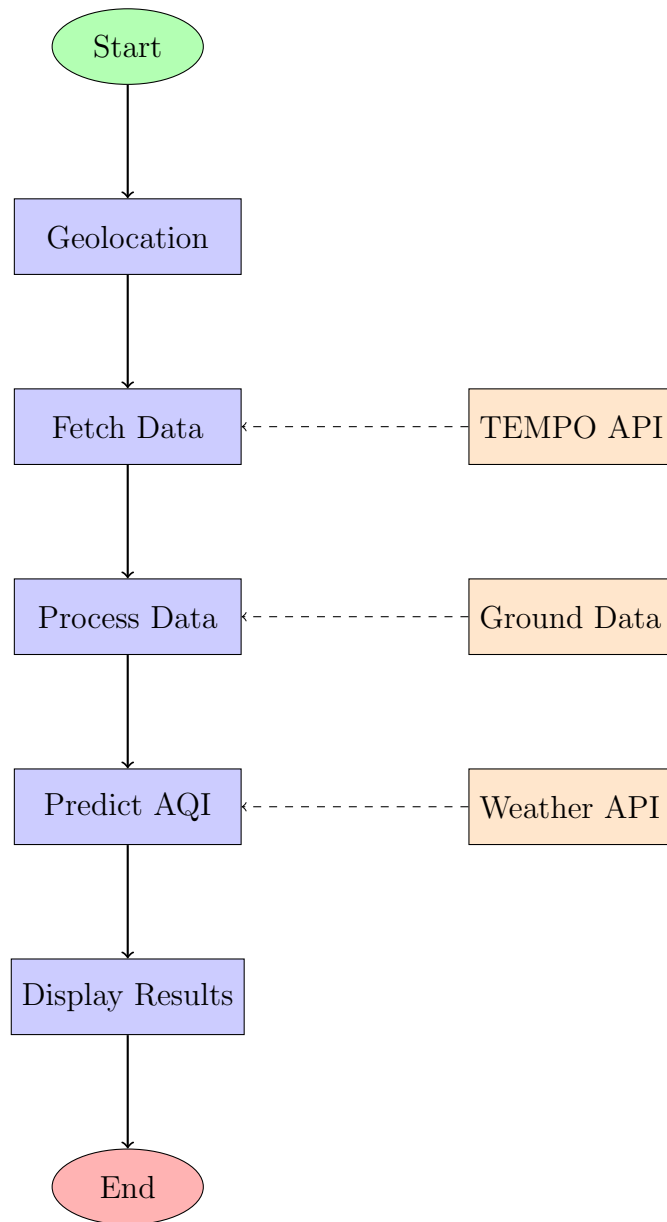 Start
Geolocation
Fetch Data
TEMPO API
Process Data
Ground Data
Predict AQI
Weather API
Display Results
End